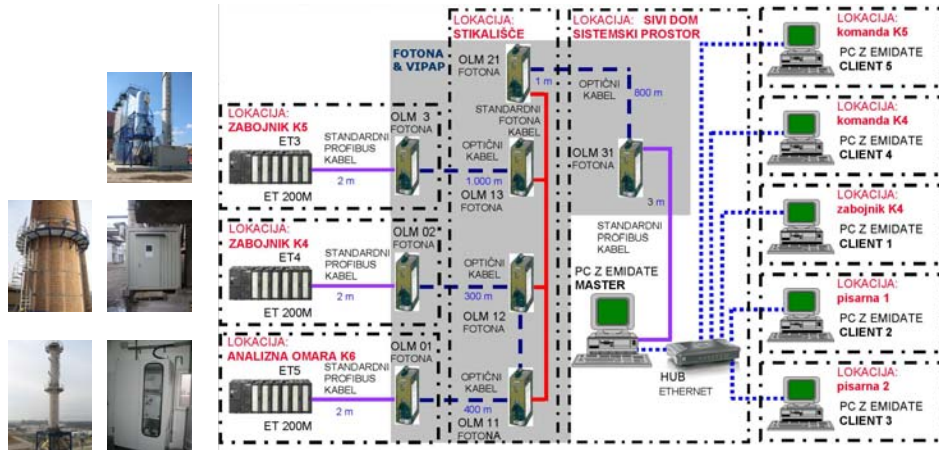 LOKACIJA:
ZABOJNIK K5
ET3
STANDARDNI
PROFIBUS
KABEL
2 m
ET 200M
LOKACIJA:
ZABOJNIK K4
ET4
STANDARDNI
PROFIBUS
KABEL
2 m
ET 200M
LOKACIJA:
ANALIZNA OMARA K6
ET5
STANDARDNI
PROFIBUS
KABEL
2 m
ET 200M
FOTONA
& VIPAP
OLM 3
FOTONA
OLM 02
FOTONA
OLM 01
FOTONA
LOKACIJA:
STIKALIŠČE
OLM 21
FOTONA
1 m
STANDARDNI
FOTONA
KABEL
OPTIČNI
KABEL
1.000 m
OLM 13
FOTONA
OPTIČNI
KABEL
300 m
OLM 12
FOTONA
OPTIČNI
KABEL
400 m
OLM 11
FOTONA
LOKACIJA: SIVI DOM
SISTEMSKI PROSTOR
OPTIČNI
KABEL
800 m
OLM 31
FOTONA
3 m
STANDARDNI
PROFIBUS
KABEL
PC Z EMIDATE
MASTER
HUB
ETHERNET
LOKACIJA:
komanda K5
PC Z EMIDATE
CLIENT 5
LOKACIJA:
komanda K4
PC Z EMIDATE
CLIENT 4
LOKACIJA:
zabojnik K4
PC Z EMIDATE
CLIENT 1
LOKACIJA:
pisarna 1
PC Z EMIDATE
CLIENT 2
LOKACIJA:
pisarna 2
PC Z EMIDATE
CLIENT 3